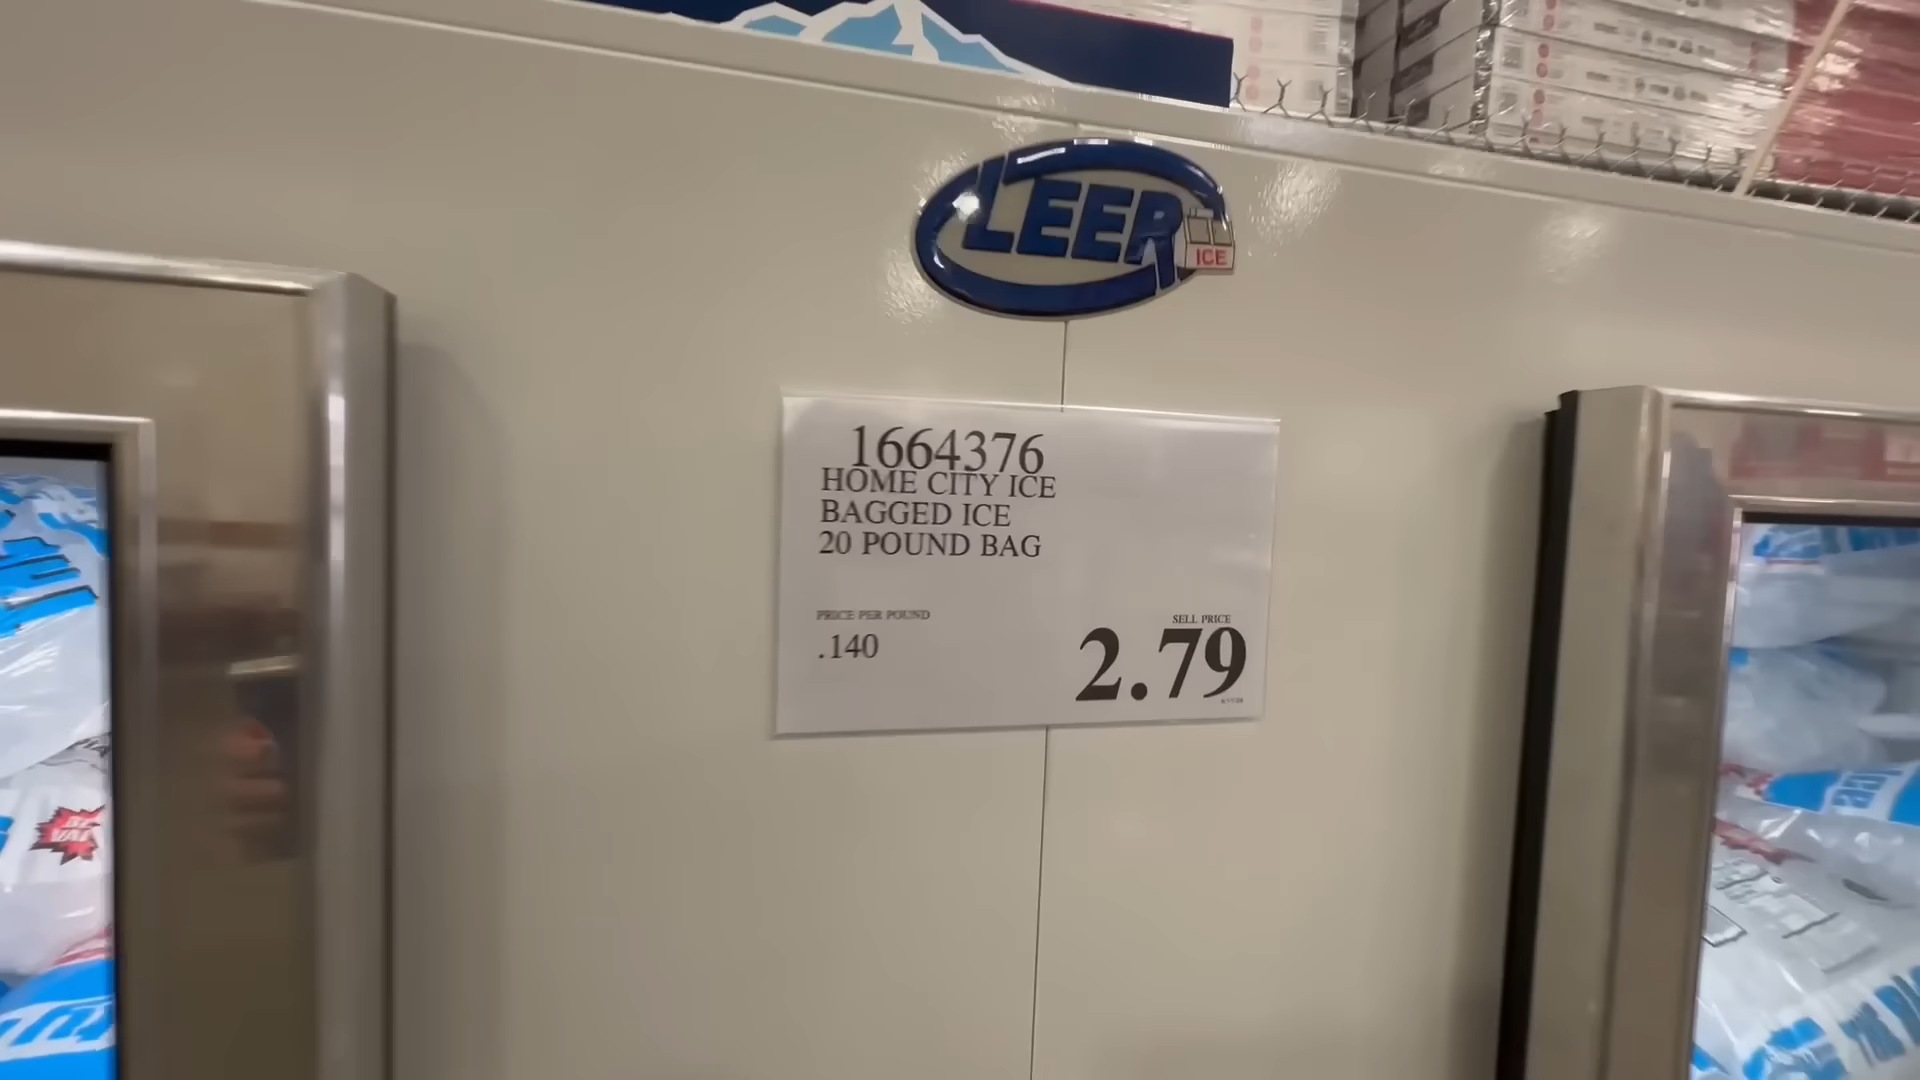 LEER
ICE
1664376
HOME CITY ICE
BAGGED ICE
20 POUND BAG
PRICE PER POUND
.140
SELL PRICE
2.79